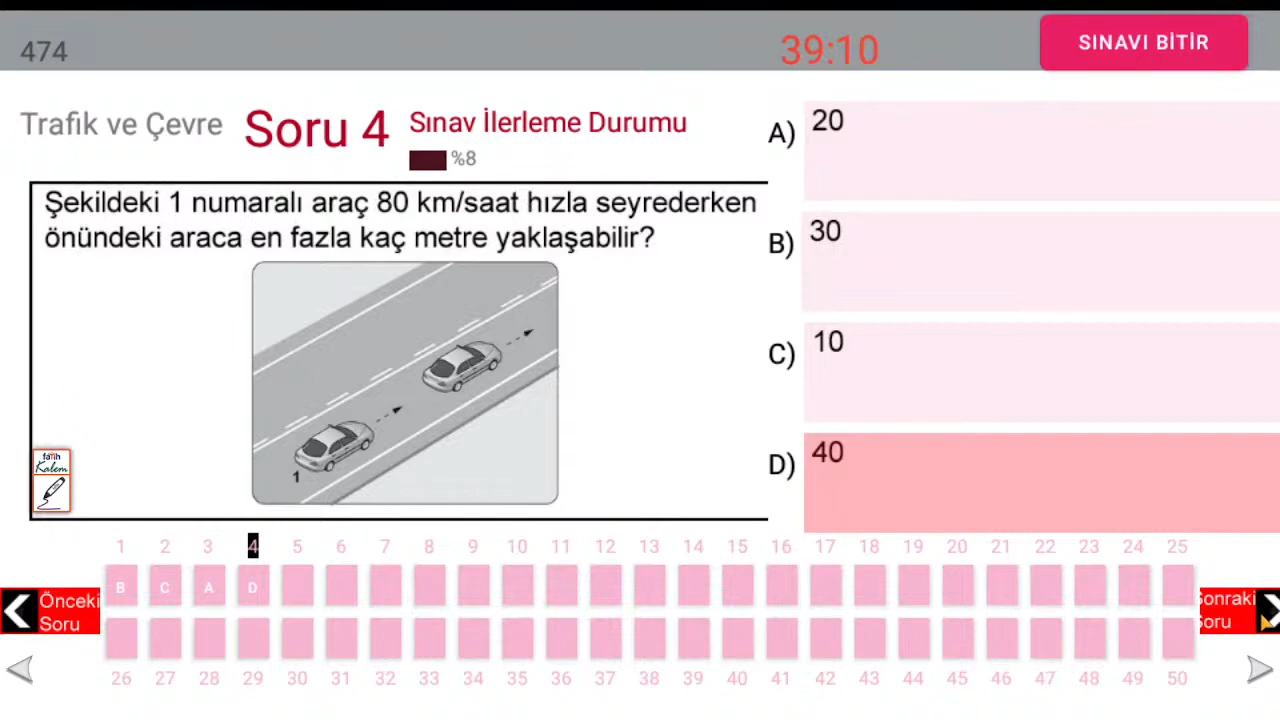 474
39:10
SINAVI BİTİR
Trafik ve Çevre
Soru 4
Sınav İlerleme Durumu
%8
Şekildeki 1 numaralı araç 80 km/saat hızla seyrederken
önündeki araca en fazla kaç metre yaklaşabilir?
1
fatih
Kalem
A) 20
B) 30
C) 10
D) 40
1 2 3 4 5 6 7 8 9 10 11 12 13 14 15 16 17 18 19 20 21 22 23 24 25
B C A D
Önceki
Soru
Sonraki
Soru
26 27 28 29 30 31 32 33 34 35 36 37 38 39 40 41 42 43 44 45 46 47 48 49 50